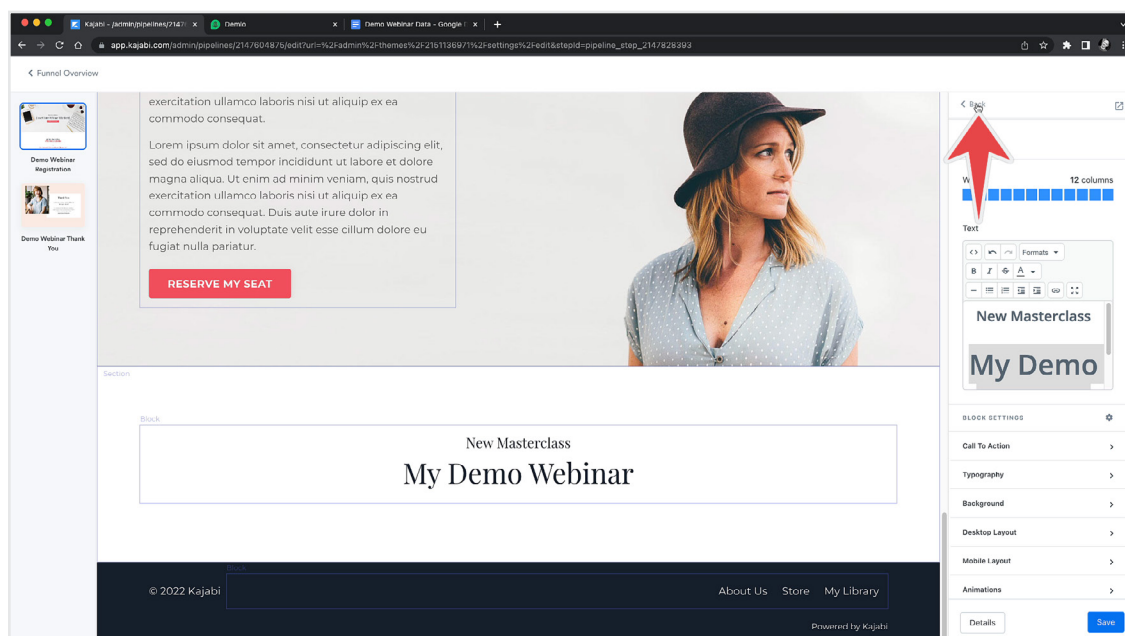 Kajabi - /admin/pipelines/2147
Demio
Demo Webinar Data - Google
app.kajabi.com/admin/pipelines/2147604875/edit?url=%2Fadmin%2Fthemes%2F2151136971%2Fsettings%2Fedit&stepId=pipeline_step_2147828393
Funnel Overview
Demo Webinar
Registration
Demo Webinar Thank
You
exercitation ullamco laboris nisi ut aliquip ex ea
commodo consequat.
Lorem ipsum dolor sit amet, consectetur adipiscing elit,
sed do eiusmod tempor incididunt ut labore et dolore
magna aliqua. Ut enim ad minim veniam, quis nostrud
exercitation ullamco laboris nisi ut aliquip ex ea
commodo consequat. Duis aute irure dolor in
reprehenderit in voluptate velit esse cillum dolore eu
fugiat nulla pariatur.
RESERVE MY SEAT
Section
Block
New Masterclass
My Demo Webinar
Block
© 2022 Kajabi
About Us Store My Library
Powered by Kajabi
Back
12 columns
Text
Formats
B I S A
New Masterclass
My Demo
BLOCK SETTINGS
Call To Action
Typography
Background
Desktop Layout
Mobile Layout
Animations
Details
Save